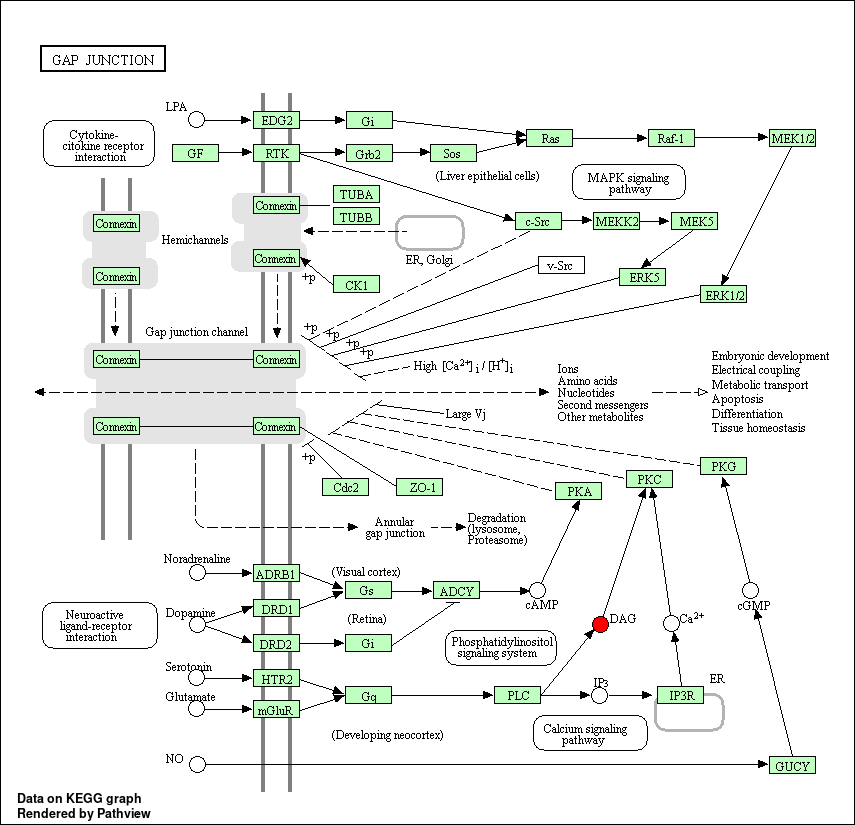 GAP JUNCTION
LPA
EDG2
Gi
Cytokine-
citokine receptor
interaction
GF
RTK
Grb2
Sos
Ras
Raf-1
MEK1/2
(Liver epithelial cells)
MAPK signaling
pathway
TUBA
TUBB
Connexin
Connexin
c-Src
MEKK2
MEK5
Hemichannels
ER, Golgi
Connexin
Connexin
+p
CK1
v-Src
ERK5
ERK1/2
Gap junction channel
+p
+p
+p
+p
Connexin
Connexin
High [Ca2+]i / [H+]i
Ions
Amino acids
Nucleotides
Second messengers
Other metabolites
Embryonic development
Electrical coupling
Metabolic transport
Apoptosis
Differentiation
Tissue homeostasis
Large Vj
Connexin
Connexin
+p
Cdc2
ZO-1
PKA
PKC
PKG
Annular
gap junction
Degradation
(lysosome,
Proteasome)
Noradrenaline
ADRB1
(Visual cortex)
Gs
ADCY
cAMP
cGMP
Dopamine
DRD1
(Retina)
DAG
Ca2+
Neuroactive
ligand-receptor
interaction
DRD2
Gi
Phosphatidylinositol
signaling system
Serotonin
HTR2
Glutamate
mGluR
Gq
PLC
IP3
IP3R
ER
(Developing neocortex)
Calcium signaling
pathway
NO
GUCY
Data on KEGG graph
Rendered by Pathview